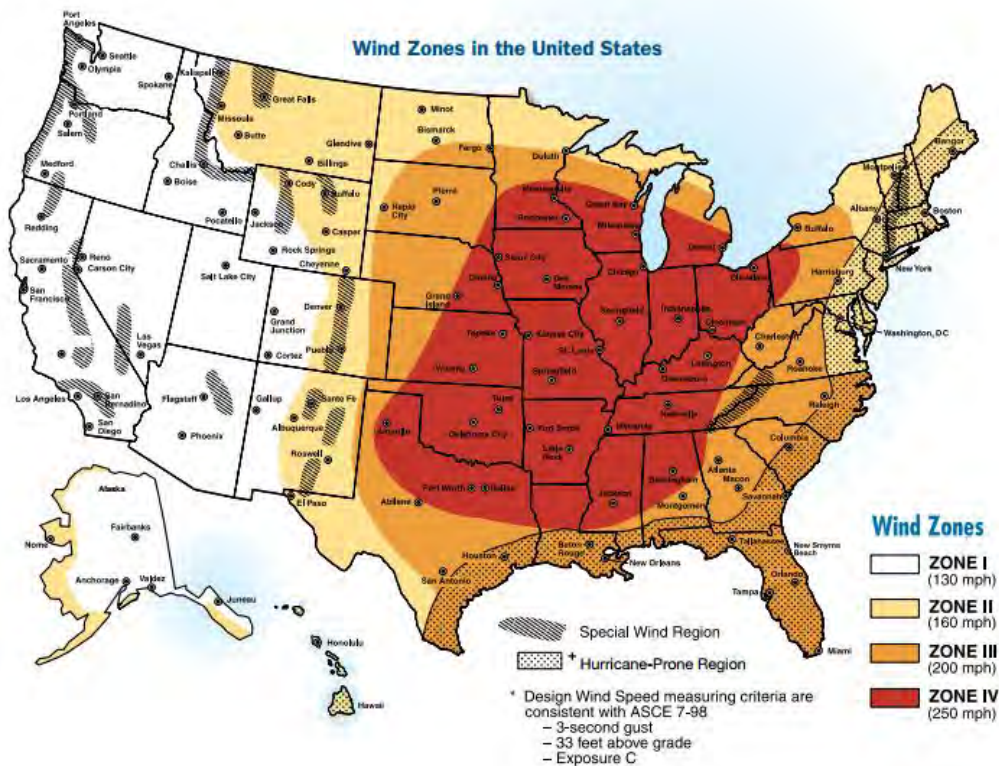 Wind Zones in the United States
Port
Angeles
Seattle
Olympia
Spokane
Kalispell
Great Falls
Minot
Portland
Salem
Missoula
Butte
Glendive
Bismarck
Fargo
Duluth
Bangor
Montpelier
Medford
Challis
Boise
Billings
Cody
Buffalo
Pierre
Rapid
City
Minneapolis
Rochester
Green Bay
Milwaukee
Buffalo
Albany
Boston
Redding
Pocatello
Jackson
Casper
Rock Springs
Cheyenne
Sioux City
Detroit
New York
Sacramento
Reno
Carson City
San
Francisco
Salt Lake City
Omaha
Des
Moines
Chicago
Cleveland
Harrisburg
Grand
Island
Denver
Grand
Junction
Springfield
Indianapolis
Washington, DC
Las
Vegas
Cortez
Pueblo
Topeka
Kansas City
St. Louis
Charleston
Lexington
Roanoke
Wichita
Springfield
Los Angeles
San
Bernadino
Flagstaff
Gallup
Santo Fe
Albuquerque
Tulsa
Nashville
Raleigh
San
Diego
Phoenix
Amarillo
Oklahoma City
Fort Smith
Memphis
Columbia
Roswell
Little
Rock
Atlanta
Macon
Birmingham
Alaska
El Paso
Fort Worth
Dallas
Abilene
Jackson
Montgomery
Savannah
Fairbanks
Nome
Houston
Baton
Rouge
Tallahassee
New Smyrna
Beach
Anchorage
Valdez
San Antonio
New Orleans
Orlando
Juneau
Tampa
Honolulu
Miami
Hawaii
Special Wind Region
+ Hurricane-Prone Region
* Design Wind Speed measuring criteria are
consistent with ASCE 7-98
– 3-second gust
– 33 feet above grade
– Exposure C
Wind Zones
ZONE I
(130 mph)
ZONE II
(160 mph)
ZONE III
(200 mph)
ZONE IV
(250 mph)